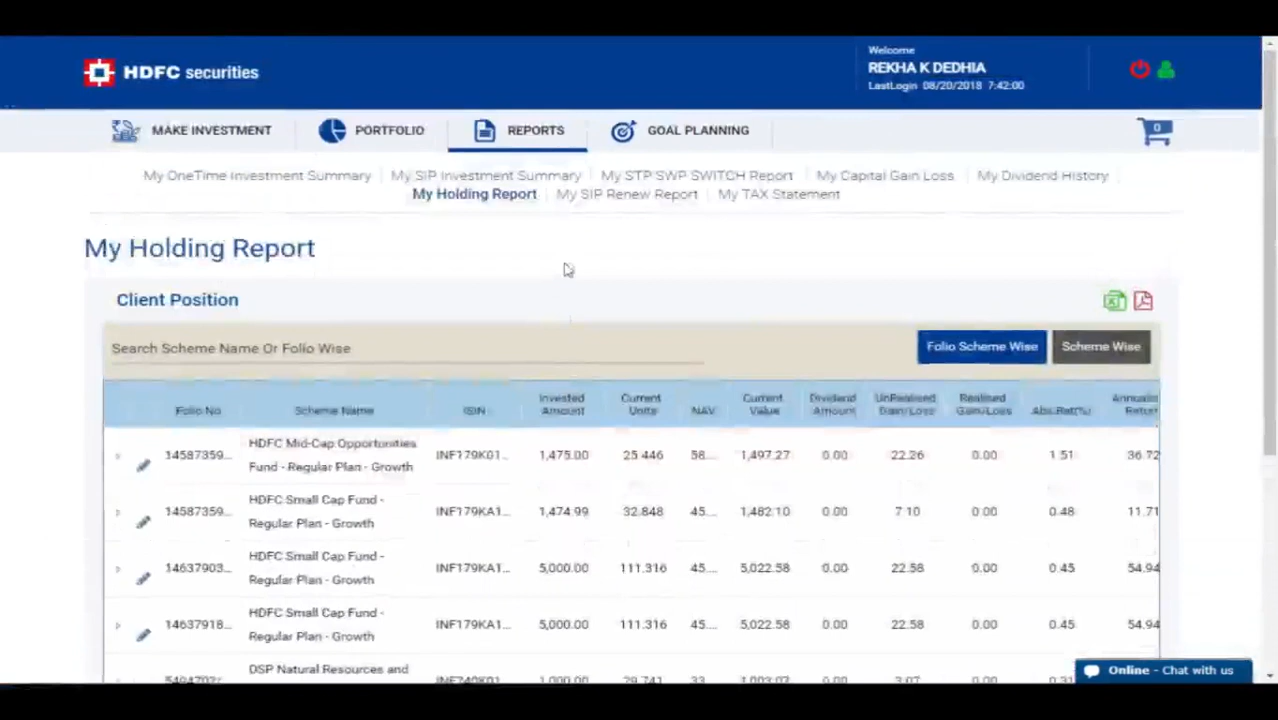 HDFC securities
Welcome
REKHA K DEDHIA
LastLogin 08/20/2018 7:42:00
MAKE INVESTMENT PORTFOLIO REPORTS GOAL PLANNING 0
My OneTime Investment Summary My SIP Investment Summary My STP SWP SWITCH Report My Capital Gain Loss My Dividend History
My Holding Report My SIP Renew Report My TAX Statement
My Holding Report
Client Position
Search Scheme Name Or Folio Wise Folio Scheme Wise Scheme Wise
Folio No Scheme Name ISIN Invested Amount Current Units NAV Current Value Dividend Amount UnRealised Gain/Loss Realised Gain/Loss Abs.Ret(%)
14587359... HDFC Mid-Cap Opportunities Fund - Regular Plan - Growth INF179K01... 1,475.00 25.446 58... 1,497.27 0.00 22.26 0.00 1.51 36.72
14587359... HDFC Small Cap Fund - Regular Plan - Growth INF179KA1... 1,474.99 32.848 45... 1,482.10 0.00 7.10 0.00 0.48 11.71
14637903... HDFC Small Cap Fund - Regular Plan - Growth INF179KA1... 5,000.00 111.316 45... 5,022.58 0.00 22.58 0.00 0.45 54.94
14637918... HDFC Small Cap Fund - Regular Plan - Growth INF179KA1... 5,000.00 111.316 45... 5,022.58 0.00 22.58 0.00 0.45 54.94
DSP Natural Resources and
Online - Chat with us